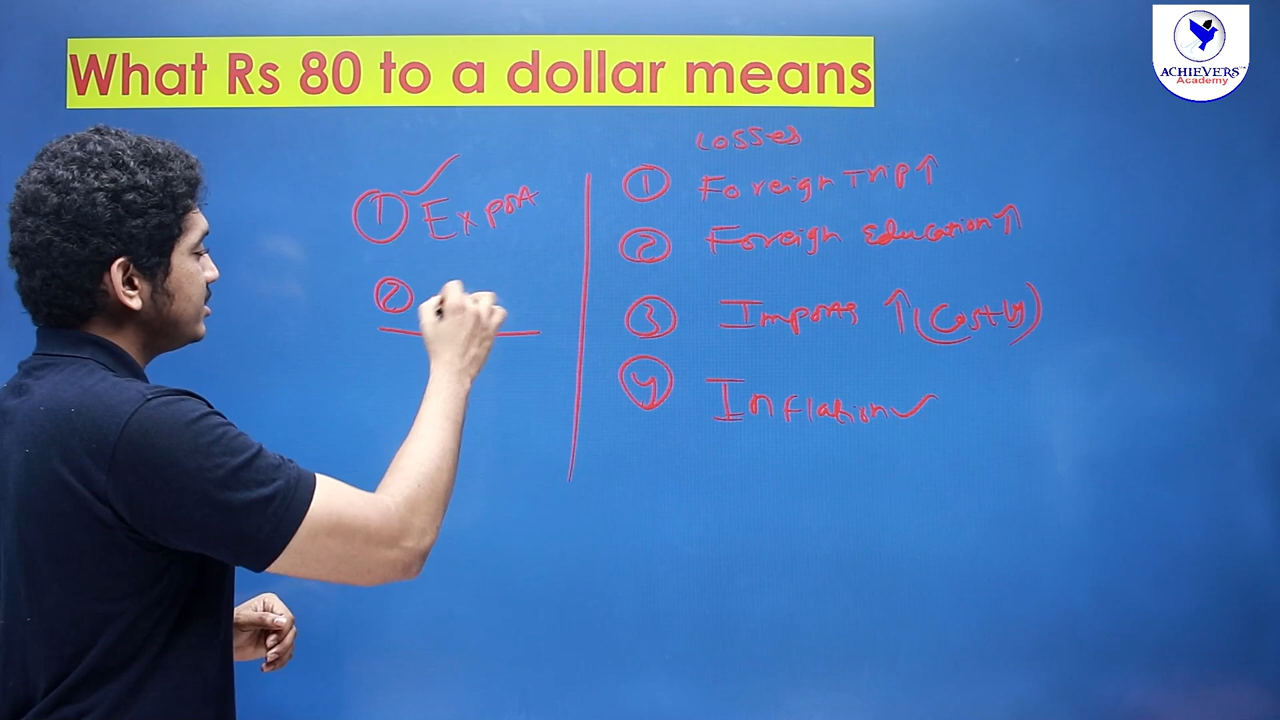 What Rs 80 to a dollar means
ACHIEVERS
Academy
① Export
②
Losses
① Foreign Trip ↑
② Foreign Education ↑
③ Imports ↑ (Costly)
④ Inflation ✓